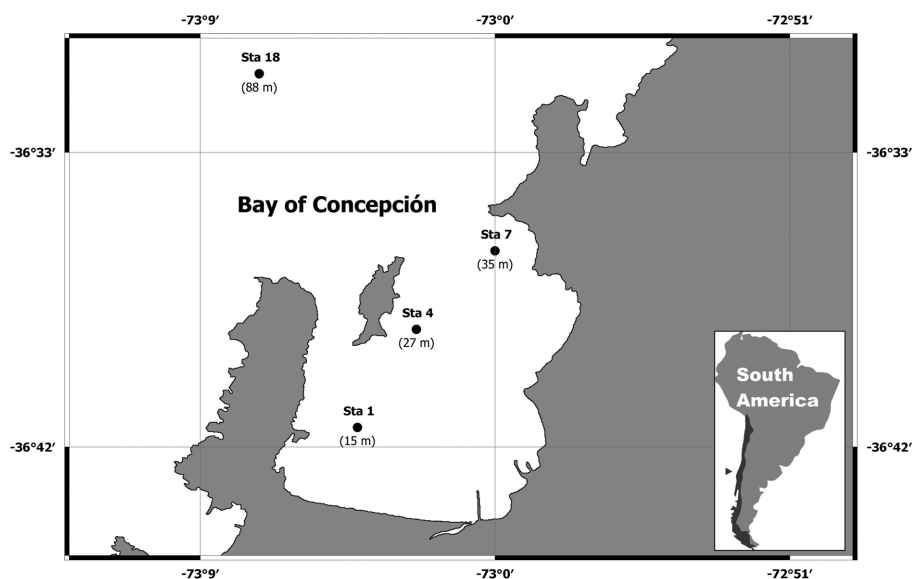 -73°9′ -73°0′ -72°51′
Sta 18
(88 m)
-36°33′ -36°33′
Bay of Concepción
Sta 7
(35 m)
Sta 4
(27 m)
South
America
Sta 1
(15 m)
-36°42′ -36°42′
-73°9′ -73°0′ -72°51′